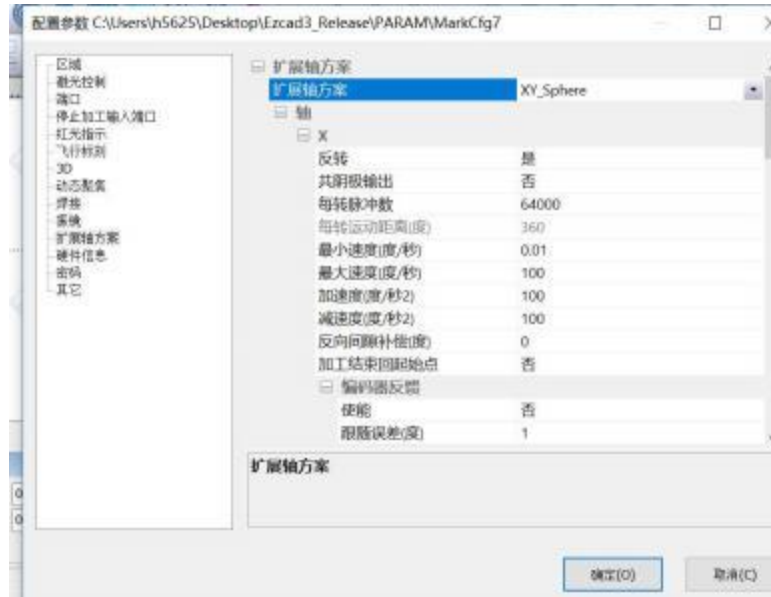 配置参数 C:\Users\h5625\Desktop\Ezcad3_Release\PARAM\MarkCfg7
区域
激光控制
端口
停止加工输入端口
红光指示
飞行标刻
3D
动态聚焦
焊接
振镜
扩展轴方案
硬件信息
密码
其它
扩展轴方案
扩展轴方案 XY_Sphere
轴
X
反转 是
共阴极输出 否
每转脉冲数 64000
每转运动距离(度) 360
最小速度(度/秒) 0.01
最大速度(度/秒) 100
加速度(度/秒2) 100
减速度(度/秒2) 100
反向间隙补偿(度) 0
加工结束回起始点 否
编码器反馈
使能 否
跟随误差(度) 1
扩展轴方案
确定(O)
取消(C)
0
0